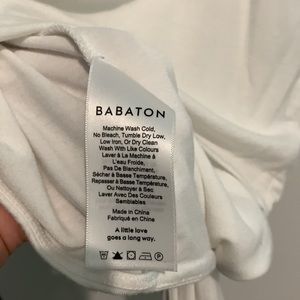 BABATON
Machine Wash Cold,
No Bleach, Tumble Dry Low,
Low Iron, Or Dry Clean
Wash With Like Colours
Laver À La Machine À
L'eau Froide,
Pas De Blanchiment,
Sécher à Basse Température,
Repasser à Basse Température,
Ou Nettoyer à Sec
Laver Avec Des Couleurs
Semblables
Made in China
Fabriqué en Chine
A little love
goes a long way.